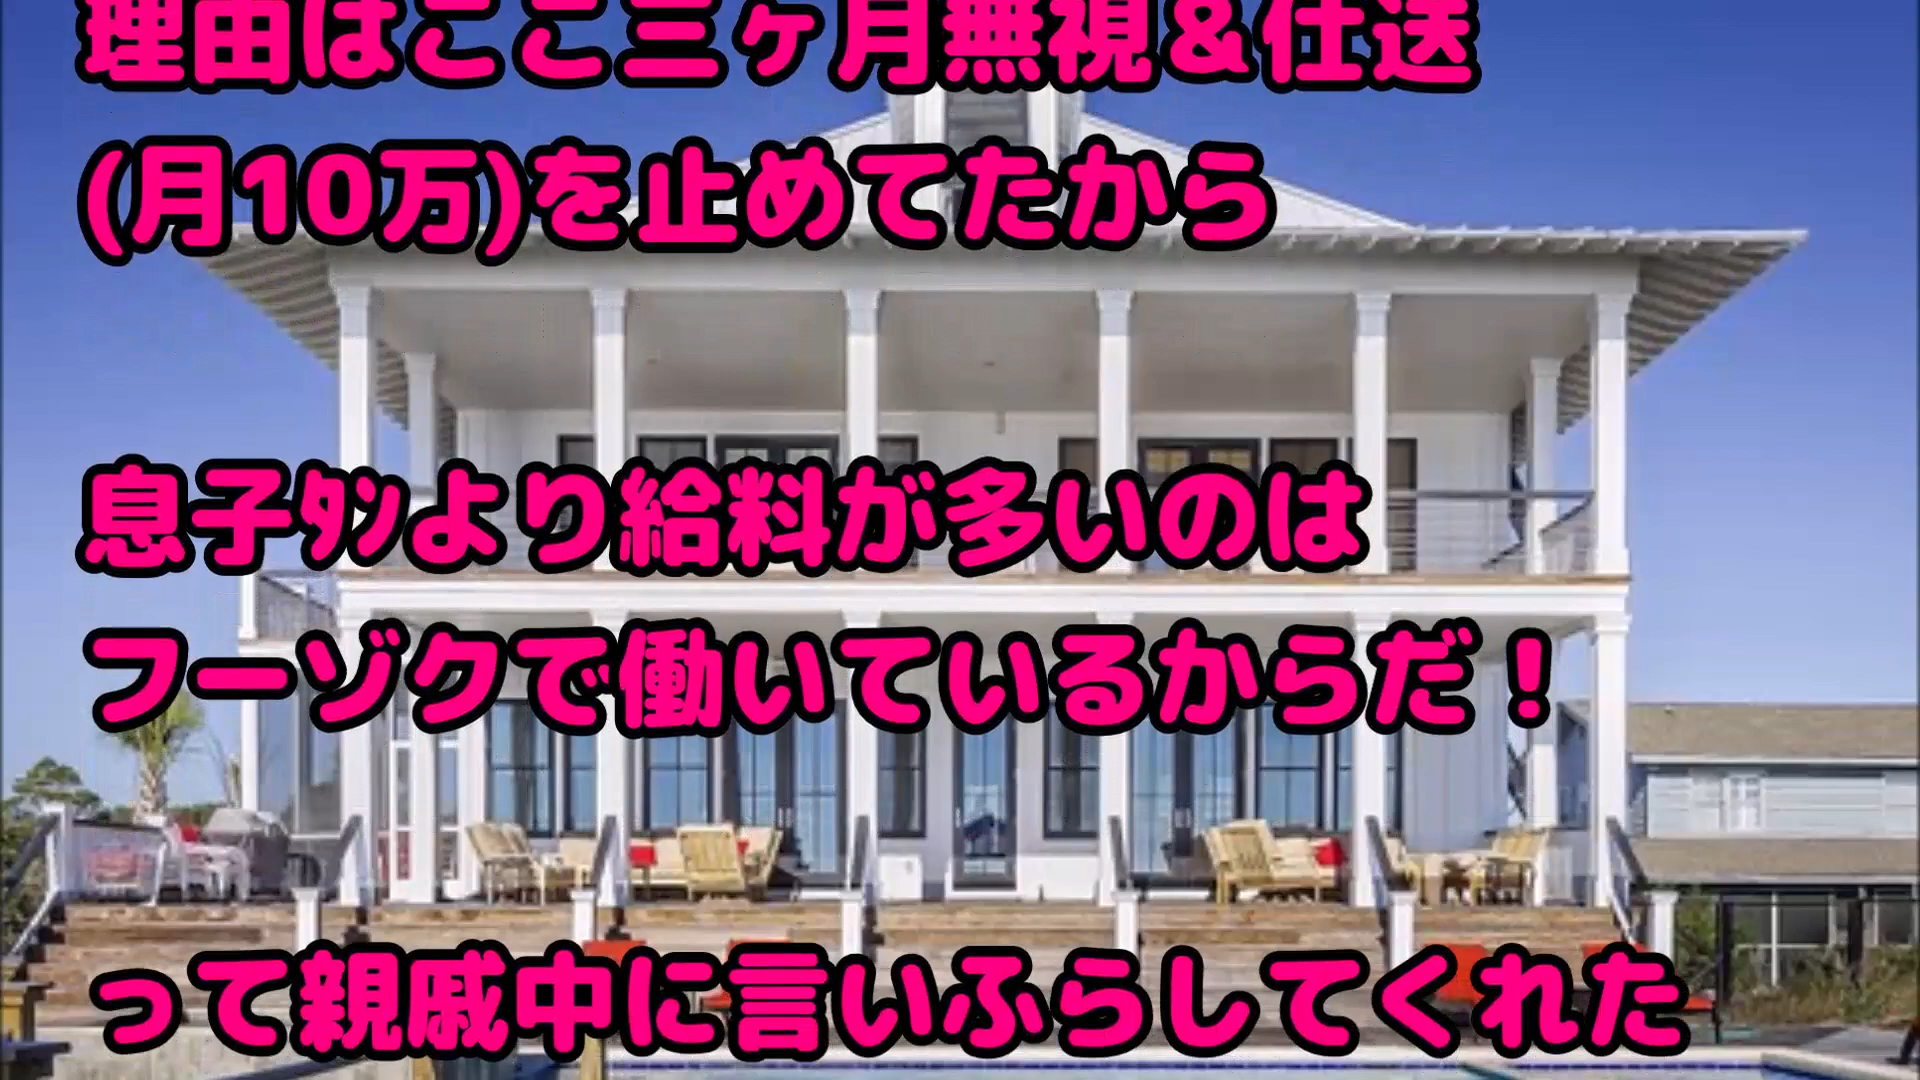 理由はここ三ヶ月無視＆仕送
(月10万)を止めてたから
息子ﾀﾝより給料が多いのは
フーゾクで働いているからだ！
って親戚中に言いふらしてくれた